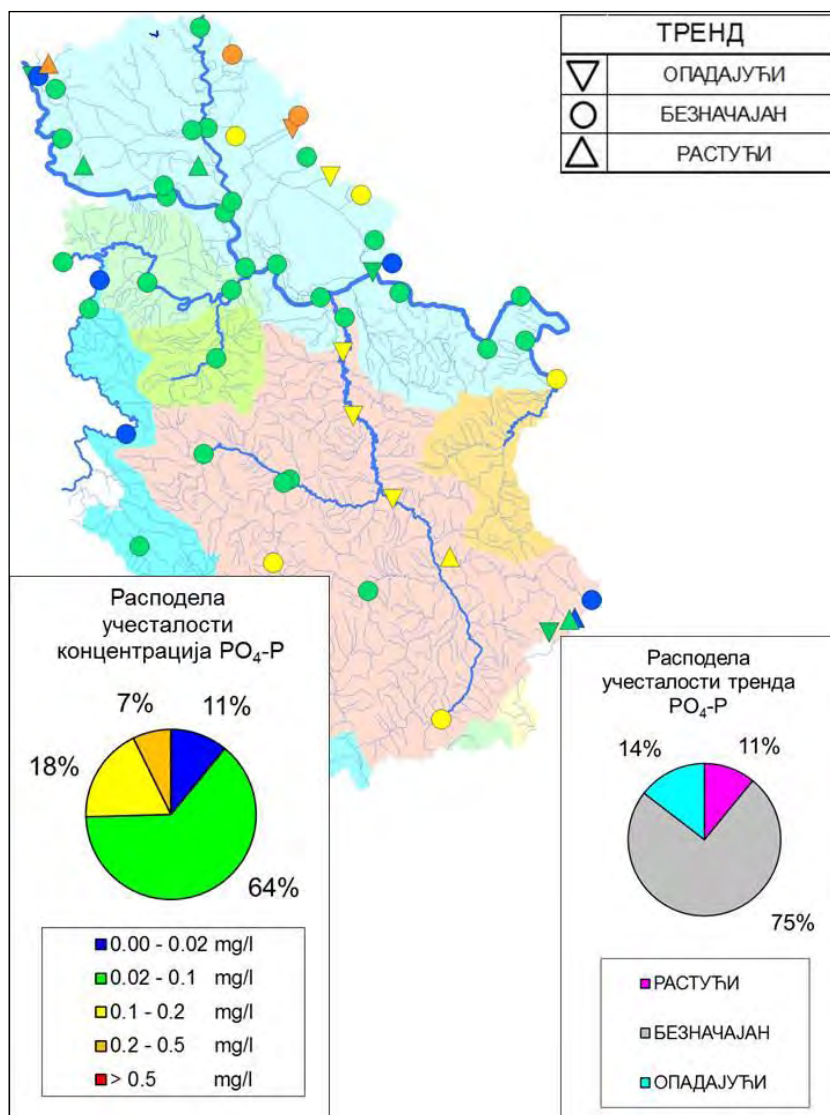 ТРЕНД
ОПАДАЈУЋИ
БЕЗНАЧАЈАН
РАСТУЋИ
Расподела
учесталости
концентрација PO₄-P
7%
11%
18%
64%
0.00 - 0.02 mg/l
0.02 - 0.1 mg/l
0.1 - 0.2 mg/l
0.2 - 0.5 mg/l
> 0.5 mg/l
Расподела
учесталости тренда
PO₄-P
14%
11%
75%
РАСТУЋИ
БЕЗНАЧАЈАН
ОПАДАЈУЋИ